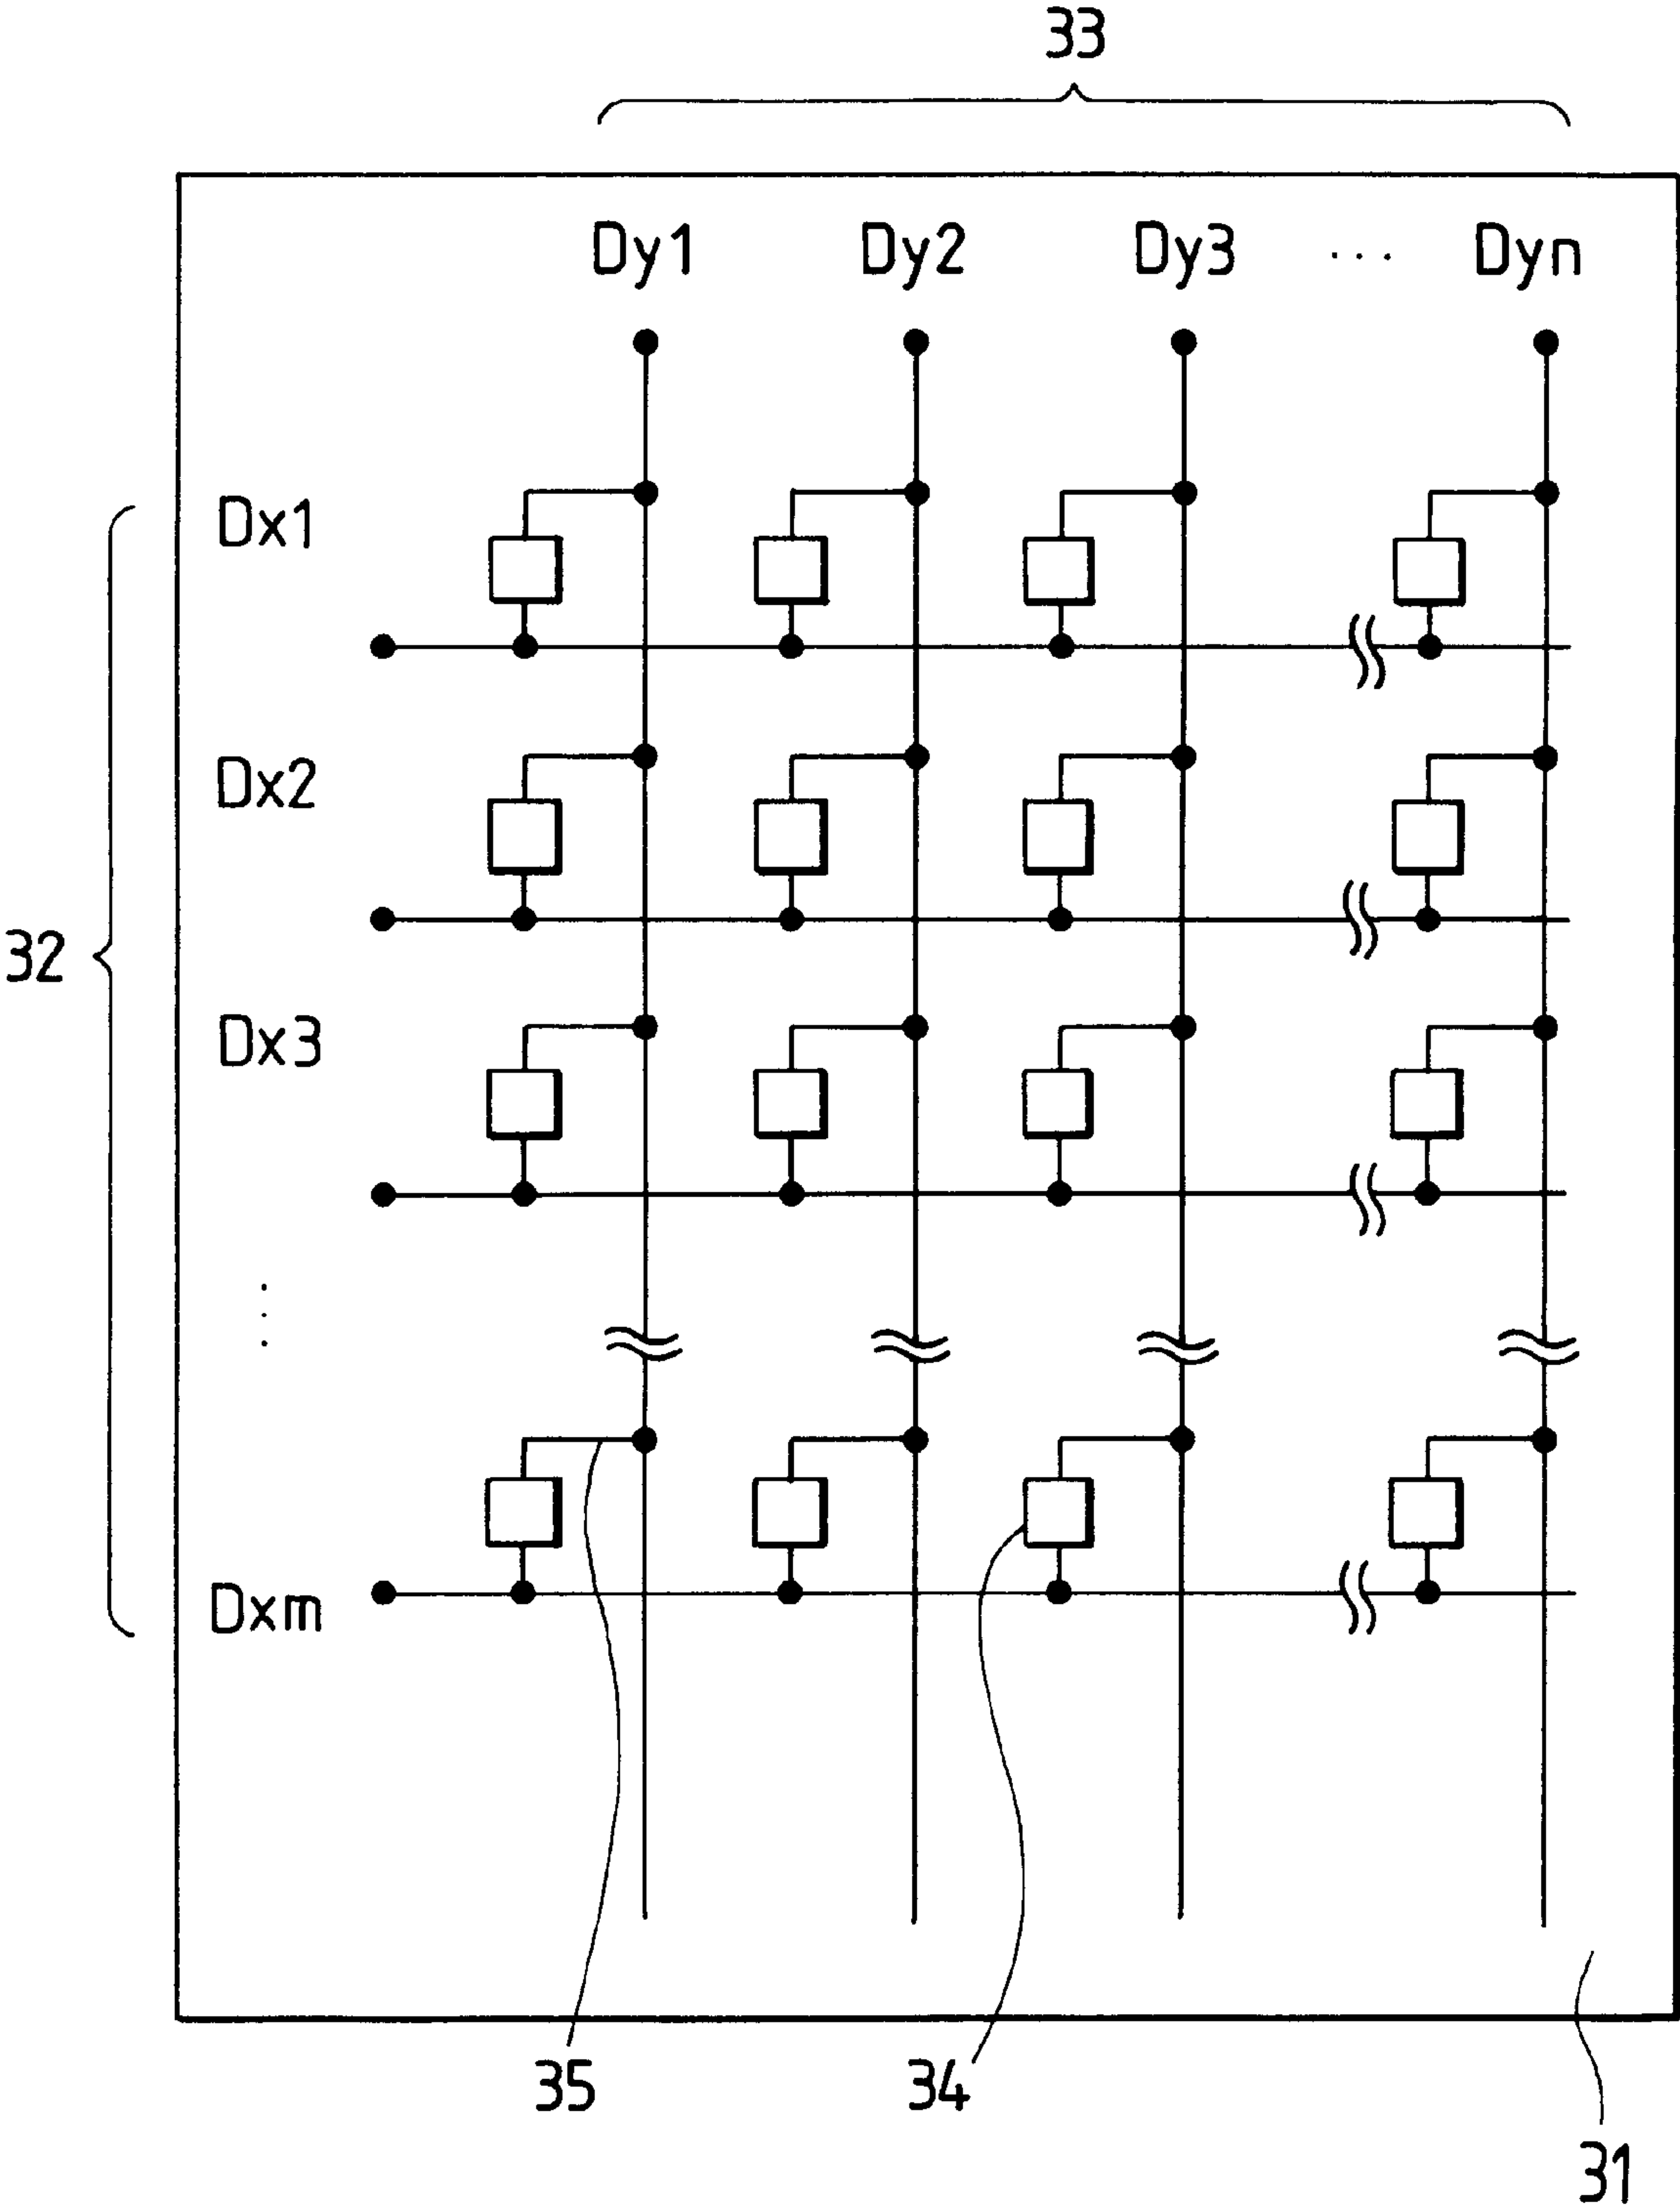 33
Dy1 Dy2 Dy3 ... Dyn
Dx1
Dx2
32
Dx3
⋮
Dxm
35 34
31